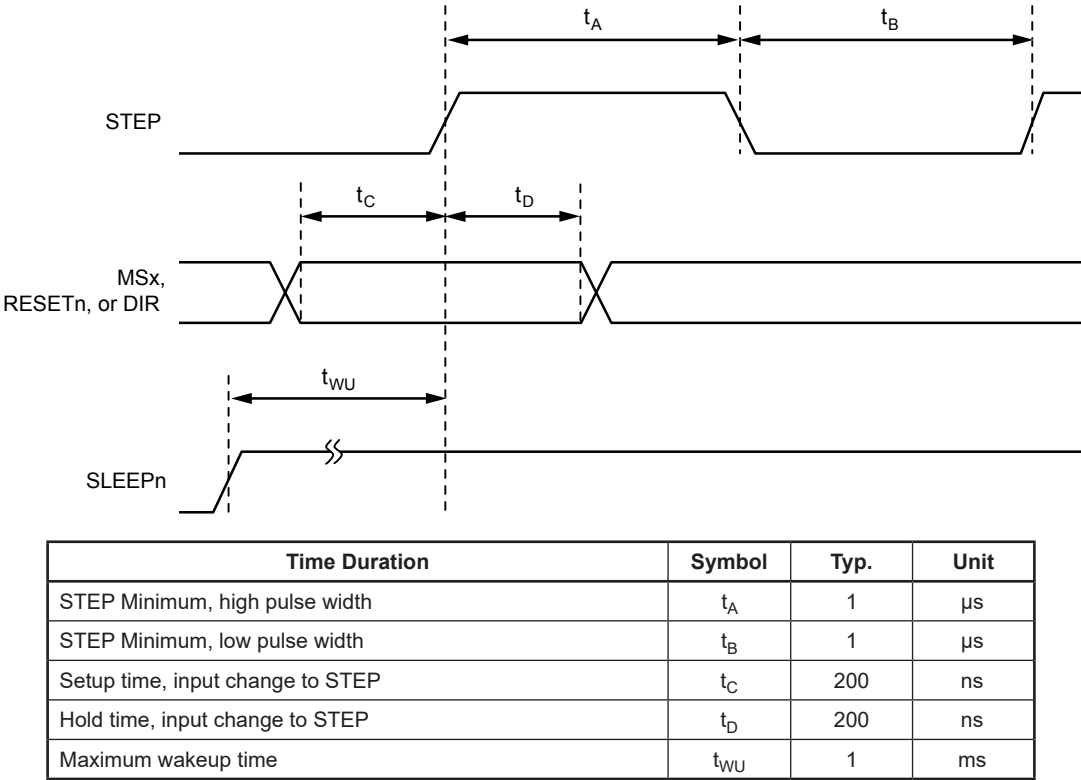 tA tB
STEP
tC tD
MSx,
RESETn, or DIR
tWU
SLEEPn
Time Duration Symbol Typ. Unit
STEP Minimum, high pulse width tA 1 µs
STEP Minimum, low pulse width tB 1 µs
Setup time, input change to STEP tC 200 ns
Hold time, input change to STEP tD 200 ns
Maximum wakeup time tWU 1 ms